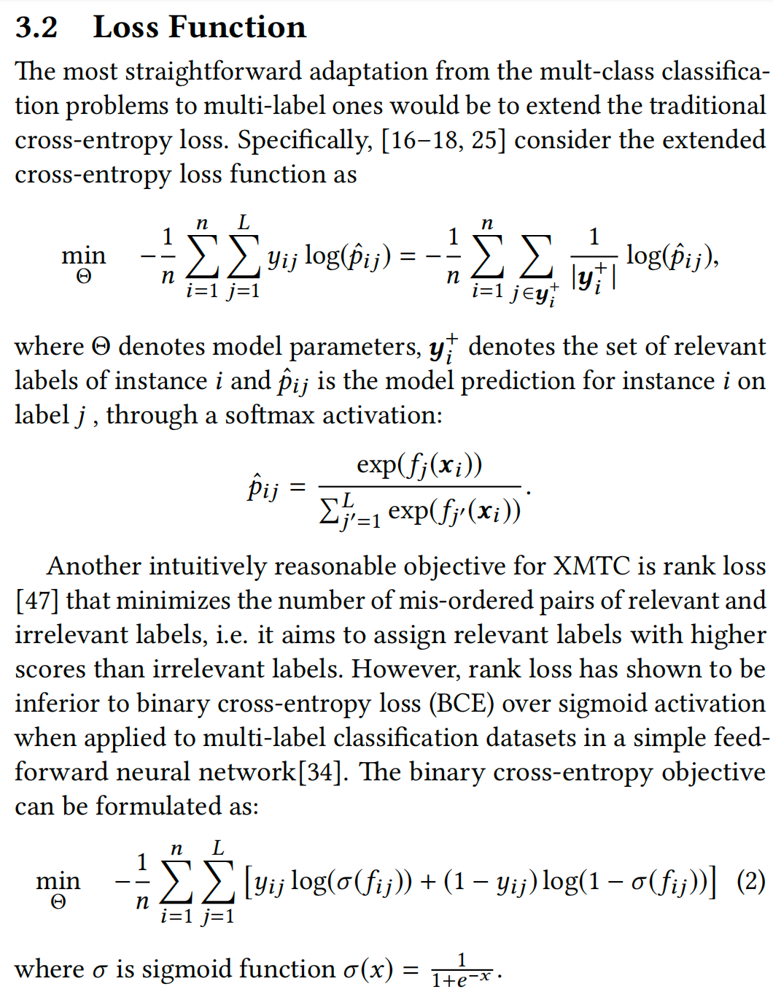 3.2 Loss Function
The most straightforward adaptation from the mult-class classifica-
tion problems to multi-label ones would be to extend the traditional
cross-entropy loss. Specifically, [16–18, 25] consider the extended
cross-entropy loss function as
\min_{\Theta} -\frac{1}{n} \sum_{i=1}^{n} \sum_{j=1}^{L} y_{ij} \log(\hat{p}_{ij}) = -\frac{1}{n} \sum_{i=1}^{n} \sum_{j \in \boldsymbol{y}_i^+} \frac{1}{|\boldsymbol{y}_i^+|} \log(\hat{p}_{ij}),
where Θ denotes model parameters, \boldsymbol{y}_i^+ denotes the set of relevant
labels of instance i and \hat{p}_{ij} is the model prediction for instance i on
label j , through a softmax activation:
\hat{p}_{ij} = \frac{\exp(f_j(\boldsymbol{x}_i))}{\sum_{j'=1}^{L} \exp(f_{j'}(\boldsymbol{x}_i))}.
Another intuitively reasonable objective for XMTC is rank loss
[47] that minimizes the number of mis-ordered pairs of relevant and
irrelevant labels, i.e. it aims to assign relevant labels with higher
scores than irrelevant labels. However, rank loss has shown to be
inferior to binary cross-entropy loss (BCE) over sigmoid activation
when applied to multi-label classification datasets in a simple feed-
forward neural network[34]. The binary cross-entropy objective
can be formulated as:
\min_{\Theta} -\frac{1}{n} \sum_{i=1}^{n} \sum_{j=1}^{L} [y_{ij} \log(\sigma(f_{ij})) + (1 - y_{ij}) \log(1 - \sigma(f_{ij}))] (2)
where σ is sigmoid function \sigma(x) = \frac{1}{1+e^{-x}}.